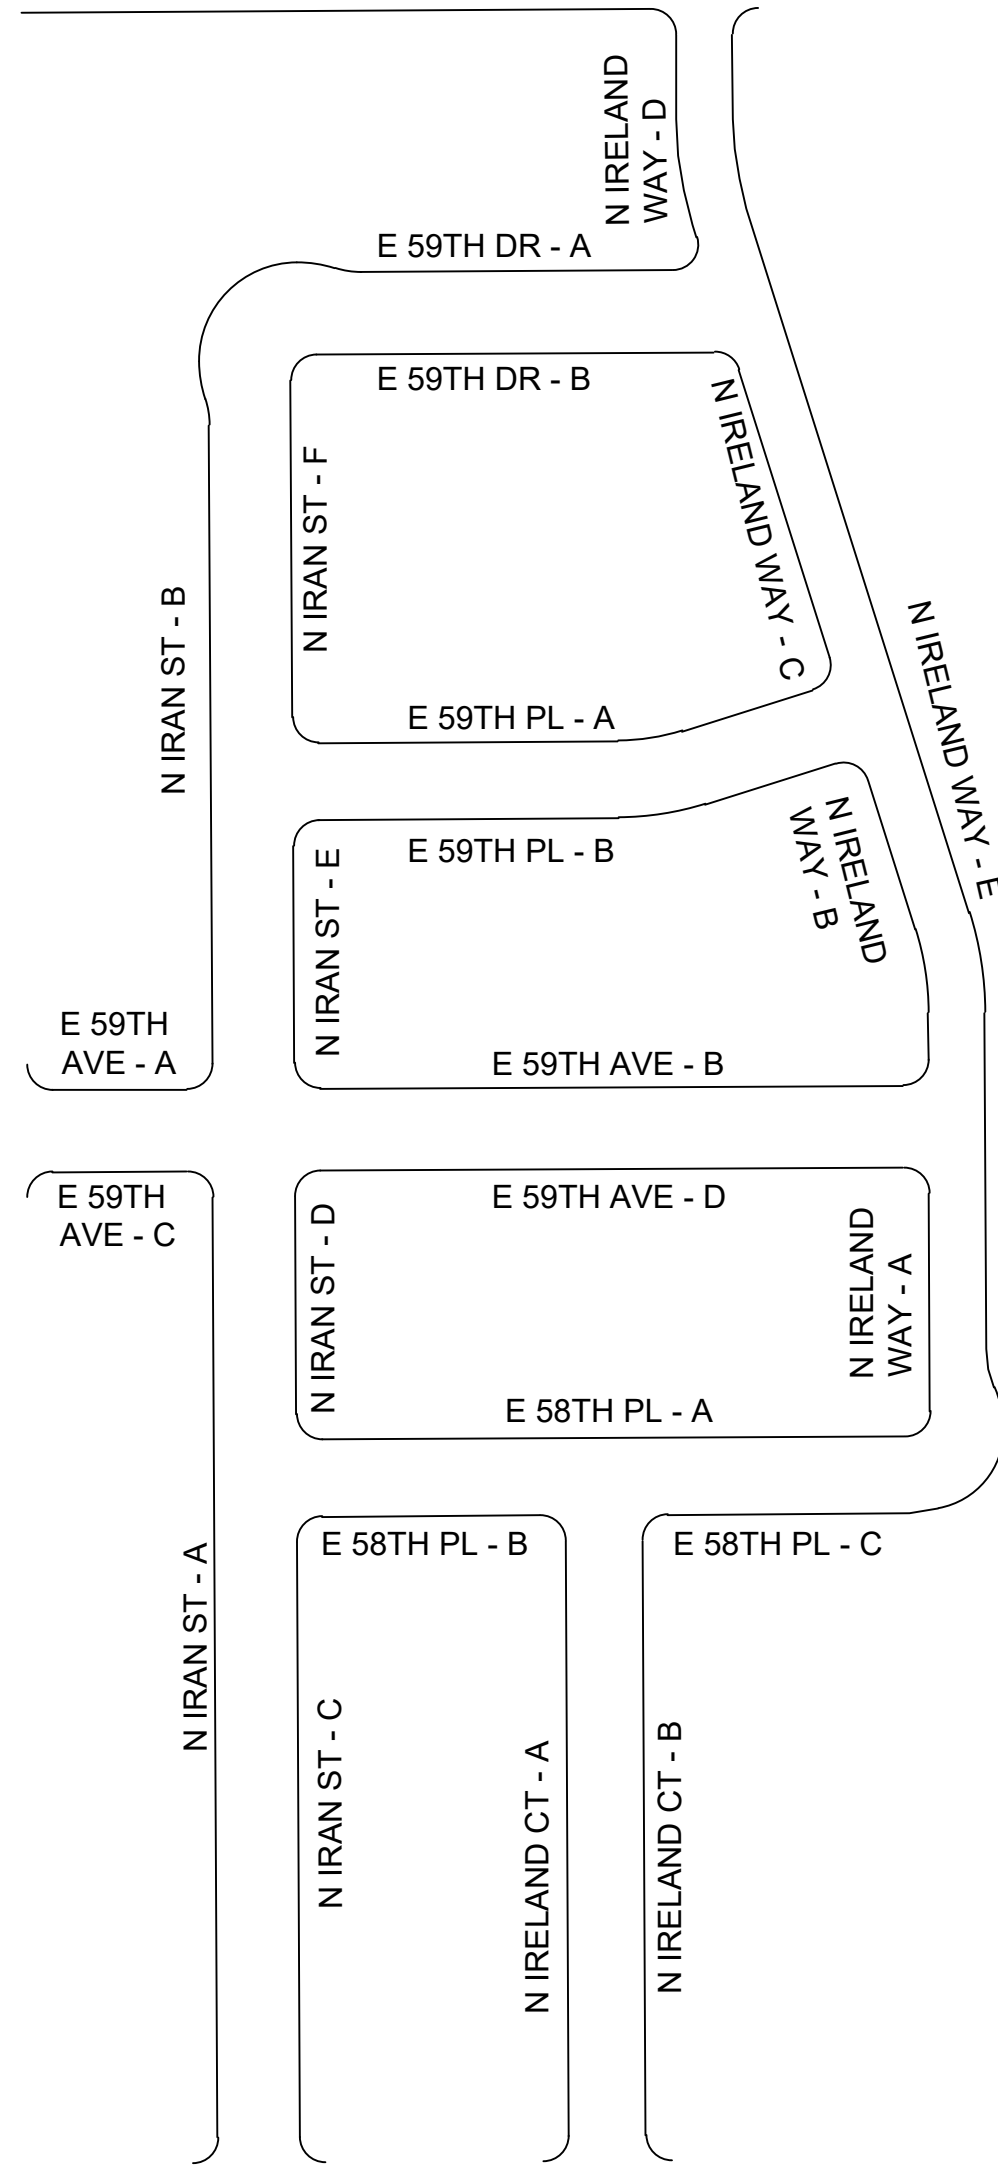 N IRELAND
WAY - D
E 59TH DR - A
E 59TH DR - B
N IRELAND WAY - C
N IRAN ST - F
N IRAN ST - B
N IRELAND WAY - E
E 59TH PL - A
N IRELAND
WAY - B
E 59TH PL - B
N IRAN ST - E
E 59TH
AVE - A
E 59TH AVE - B
E 59TH
AVE - C
E 59TH AVE - D
N IRAN ST - D
N IRELAND
WAY - A
E 58TH PL - A
E 58TH PL - B
E 58TH PL - C
N IRAN ST - A
N IRAN ST - C
N IRELAND CT - A
N IRELAND CT - B